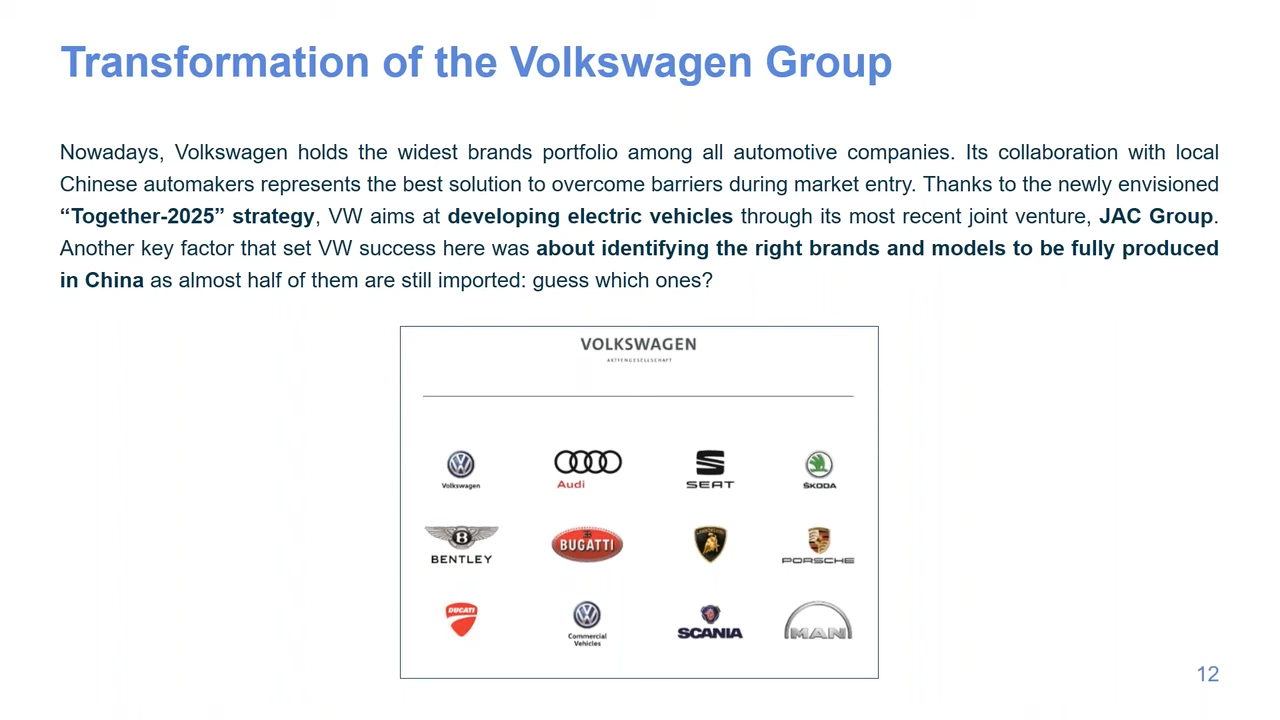 Transformation of the Volkswagen Group
Nowadays, Volkswagen holds the widest brands portfolio among all automotive companies. Its collaboration with local
Chinese automakers represents the best solution to overcome barriers during market entry. Thanks to the newly envisioned
“Together-2025” strategy, VW aims at developing electric vehicles through its most recent joint venture, JAC Group.
Another key factor that set VW success here was about identifying the right brands and models to be fully produced
in China as almost half of them are still imported: guess which ones?
VOLKSWAGEN
AKTIENGESELLSCHAFT
Volkswagen
Audi
SEAT
ŠKODA
BENTLEY
BUGATTI
PORSCHE
DUCATI
Commercial
Vehicles
SCANIA
MAN
12